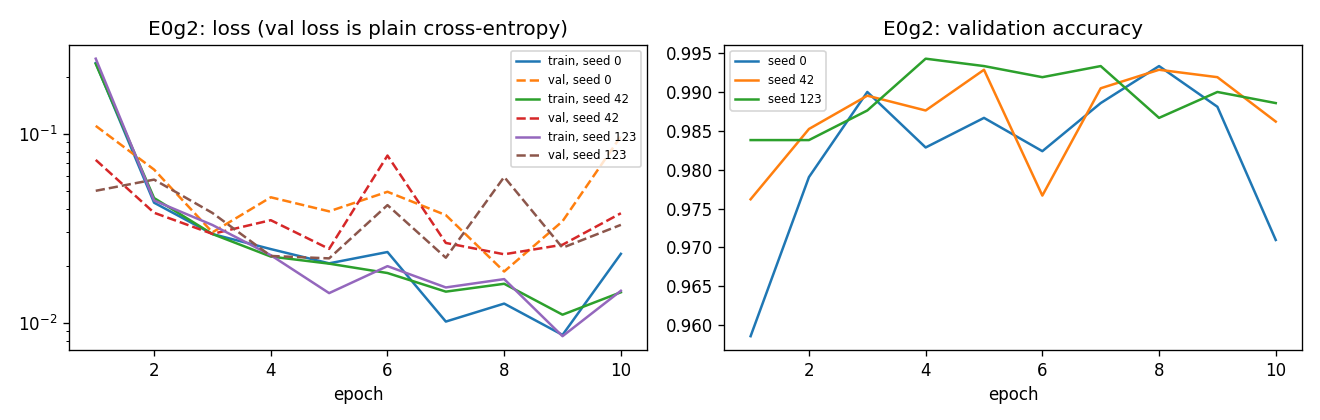 E0g2: loss (val loss is plain cross-entropy)
10⁻¹
10⁻²
train, seed 0
val, seed 0
train, seed 42
val, seed 42
train, seed 123
val, seed 123
2 4 6 8 10
epoch
E0g2: validation accuracy
0.995
0.990
0.985
0.980
0.975
0.970
0.965
0.960
seed 0
seed 42
seed 123
2 4 6 8 10
epoch